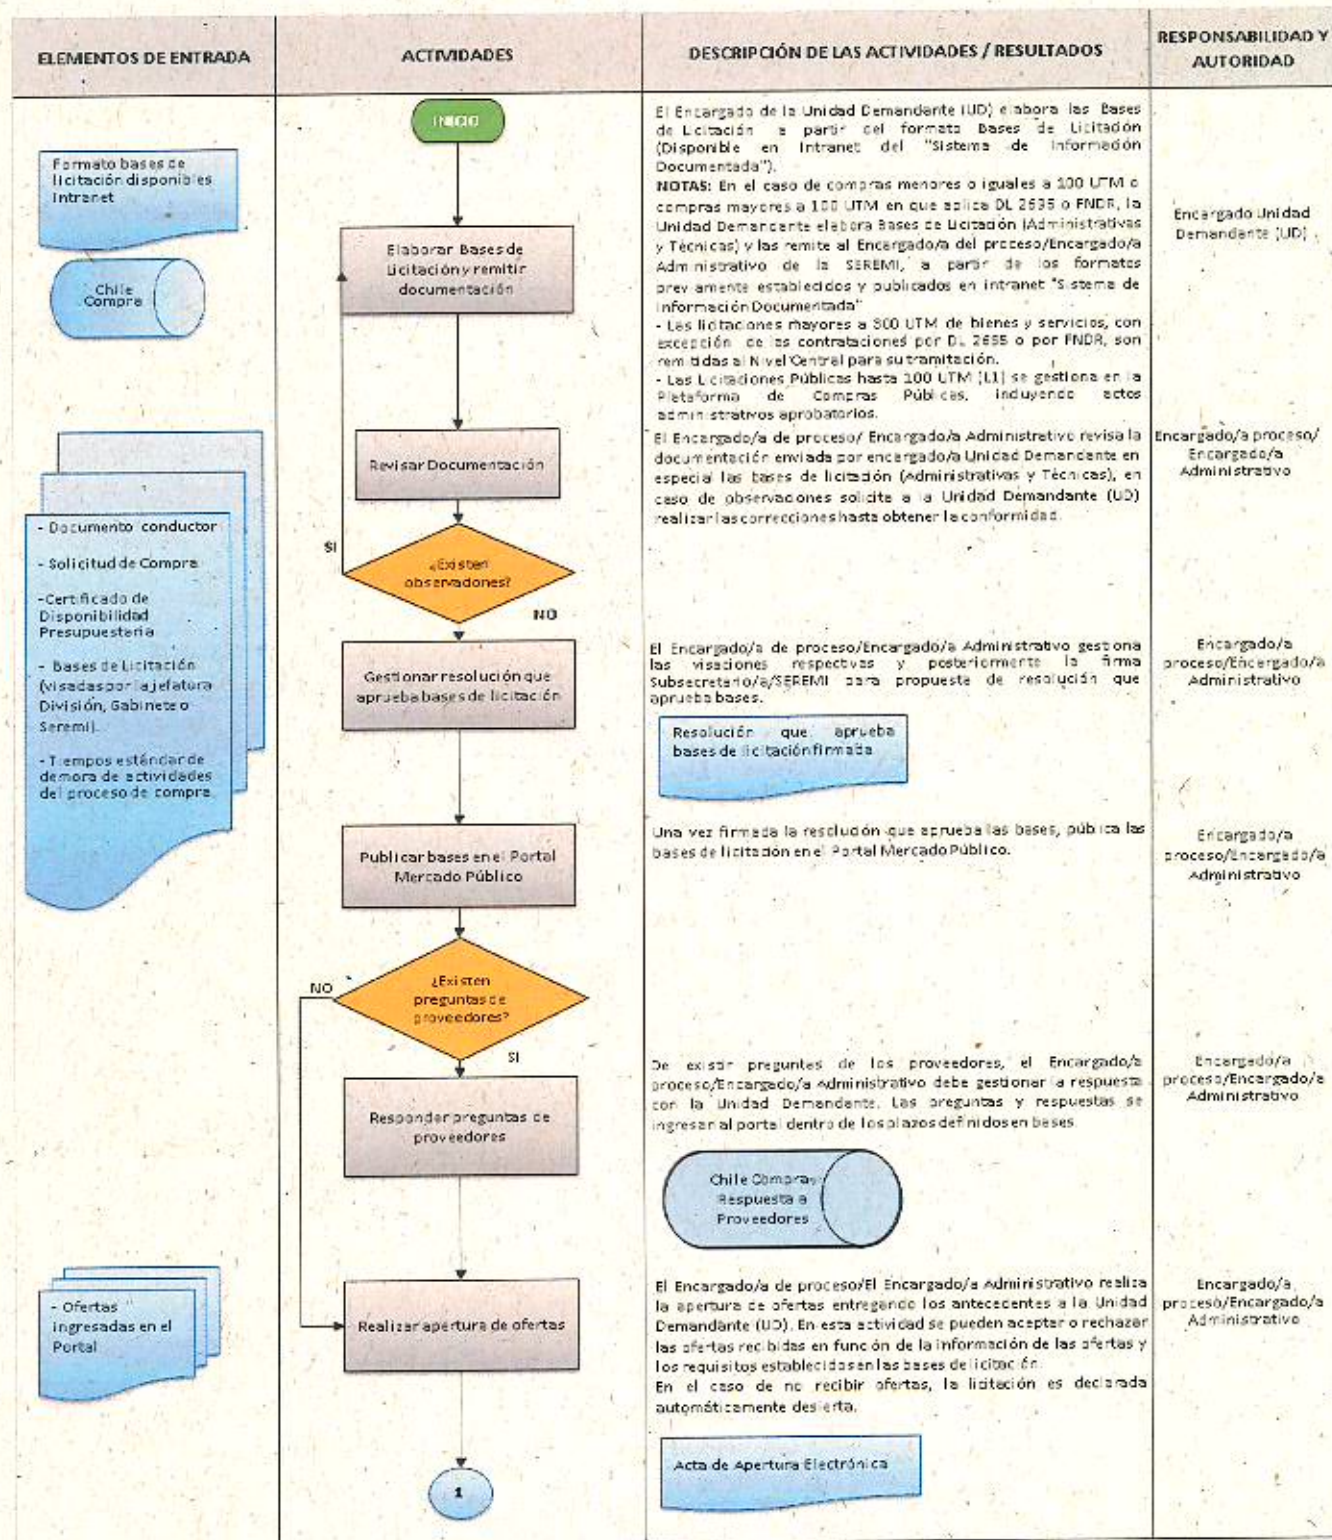 ELEMENTOS DE ENTRADA
ACTIVIDADES
DESCRIPCIÓN DE LAS ACTIVIDADES / RESULTADOS
RESPONSABILIDAD Y
AUTORIDAD
INICIO
Formato bases de
licitación disponibles
Intranet
Chile
Compra
Elaborar Bases de
Licitación y remitir
documentación
El Encargado de la Unidad Demandante (UD) elabora las Bases
de Licitación a partir del formato Bases de Licitación
(Disponible en Intranet del "Sistema de Información
Documentada").
NOTAS: En el caso de compras menores o iguales a 100 UTM o
compras mayores a 100 UTM en que aplica DL 2695 o FNDR, la
Unidad Demandante elabora Bases de Licitación (Administrativas
y Técnicas) y las remite al Encargado/a del proceso/Encargado/a
Administrativo de la SEREMI, a partir de los formatos
previamente establecidos y publicados en intranet "Sistema de
Información Documentada"
- Las licitaciones mayores a 300 UTM de bienes y servicios, con
excepción de las contrataciones por DL 2695 o por FNDR, son
remitidas al Nivel Central para su tramitación.
- Las Licitaciones Públicas hasta 100 UTM (L1) se gestiona en la
Plataforma de Compras Públicas, incluyendo actos
administrativos aprobatorios.
Encargado Unidad
Demandante (UD)
- Documento conductor
- Solicitud de Compra
-Certificado de
Disponibilidad
Presupuestaria
- Bases de Licitación
(visadas por la jefatura
División, Gabinete o
Seremi).
- Tiempos estándar de
demora de actividades
del proceso de compra
Revisar Documentación
El Encargado/a de proceso/ Encargado/a Administrativo revisa la
documentación enviada por encargado/a Unidad Demandante en
especial las bases de licitación (Administrativas y Técnicas), en
caso de observaciones solicita a la Unidad Demandante (UD)
realizar las correcciones hasta obtener la conformidad.
Encargado/a proceso/
Encargado/a
Administrativo
SI
¿Existen
observaciones?
NO
Gestionar resolución que
aprueba bases de licitación
El Encargado/a de proceso/Encargado/a Administrativo gestiona
las visaciones respectivas y posteriormente la firma
Subsecretario/a/SEREMI para propuesta de resolución que
aprueba bases.
Resolución que aprueba
bases de licitación firmada
Encargado/a
proceso/Encargado/a
Administrativo
Publicar bases en el Portal
Mercado Público
Una vez firmada la resolución que aprueba las bases, pública las
bases de licitación en el Portal Mercado Público.
Encargado/a
proceso/Encargado/a
Administrativo
NO
¿Existen
preguntas de
proveedores?
SI
Responder preguntas de
proveedores
De existir preguntas de los proveedores, el Encargado/a
proceso/Encargado/a Administrativo debe gestionar la respuesta
con la Unidad Demandante. Las preguntas y respuestas se
ingresan al portal dentro de los plazos definidos en bases
Chile Compra
Respuesta a
Proveedores
Encargado/a
proceso/Encargado/a
Administrativo
- Ofertas
ingresadas en el
Portal
Realizar apertura de ofertas
El Encargado/a de proceso/El Encargado/a Administrativo realiza
la apertura de ofertas entregando los antecedentes a la Unidad
Demandante (UD). En esta actividad se pueden aceptar o rechazar
las ofertas recibidas en función de la información de las ofertas y
los requisitos establecidos en las bases de licitación.
En el caso de no recibir ofertas, la licitación es declarada
automáticamente desierta.
Acta de Apertura Electrónica
Encargado/a
proceso/Encargado/a
Administrativo
1